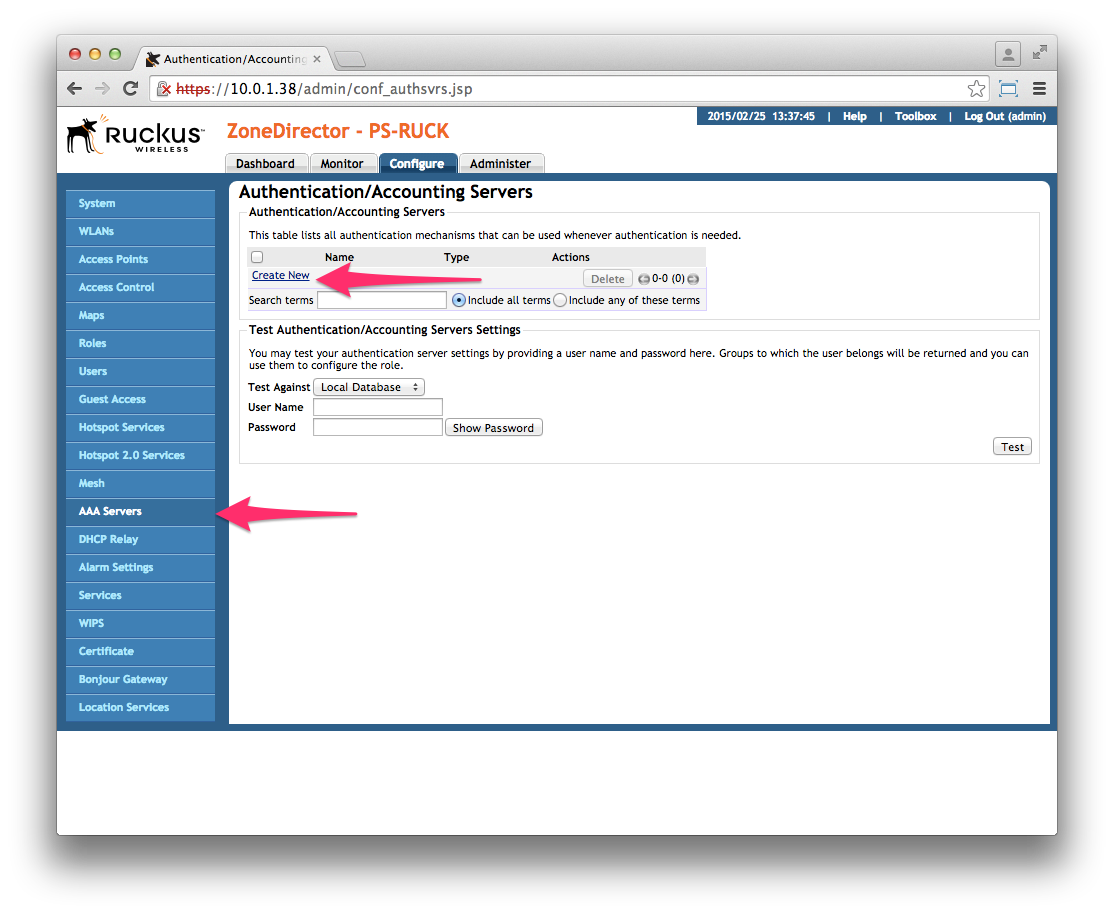 Authentication/Accounting
https://10.0.1.38/admin/conf_authsvrs.jsp
RUCKUS™
WIRELESS
ZoneDirector - PS-RUCK
2015/02/25 13:37:45 | Help | Toolbox | Log Out (admin)
Dashboard Monitor Configure Administer
System
WLANs
Access Points
Access Control
Maps
Roles
Users
Guest Access
Hotspot Services
Hotspot 2.0 Services
Mesh
AAA Servers
DHCP Relay
Alarm Settings
Services
WIPS
Certificate
Bonjour Gateway
Location Services
Authentication/Accounting Servers
Authentication/Accounting Servers
This table lists all authentication mechanisms that can be used whenever authentication is needed.
Name Type Actions
Create New Delete 0-0 (0)
Search terms Include all terms Include any of these terms
Test Authentication/Accounting Servers Settings
You may test your authentication server settings by providing a user name and password here. Groups to which the user belongs will be returned and you can
use them to configure the role.
Test Against Local Database
User Name
Password Show Password
Test